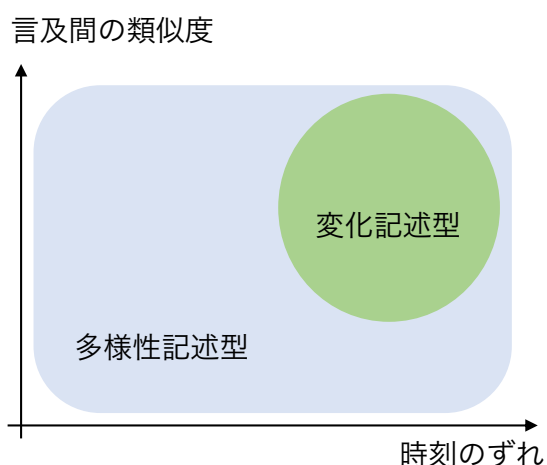 言及間の類似度
変化記述型
多様性記述型
時刻のずれ